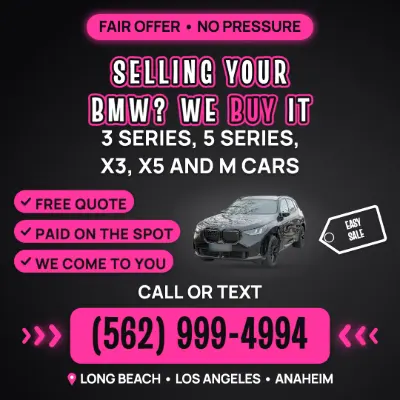 FAIR OFFER • NO PRESSURE
SELLING YOUR
BMW? WE BUY IT
3 SERIES, 5 SERIES,
X3, X5 AND M CARS
FREE QUOTE
PAID ON THE SPOT
WE COME TO YOU
EASY
SALE
CALL OR TEXT
(562) 999-4994
LONG BEACH • LOS ANGELES • ANAHEIM